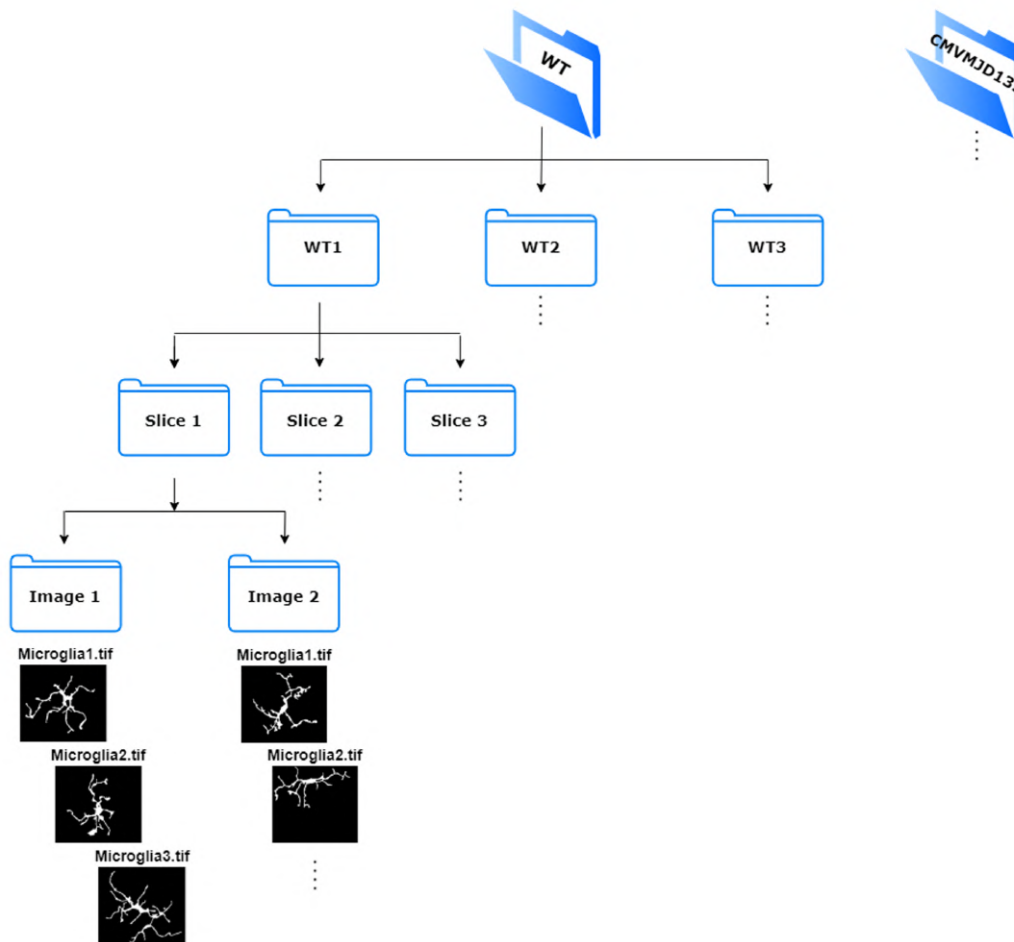 WT
WT1
WT2
WT3
Slice 1
Slice 2
Slice 3
Image 1
Image 2
Microglia1.tif
Microglia1.tif
Microglia2.tif
Microglia2.tif
Microglia3.tif